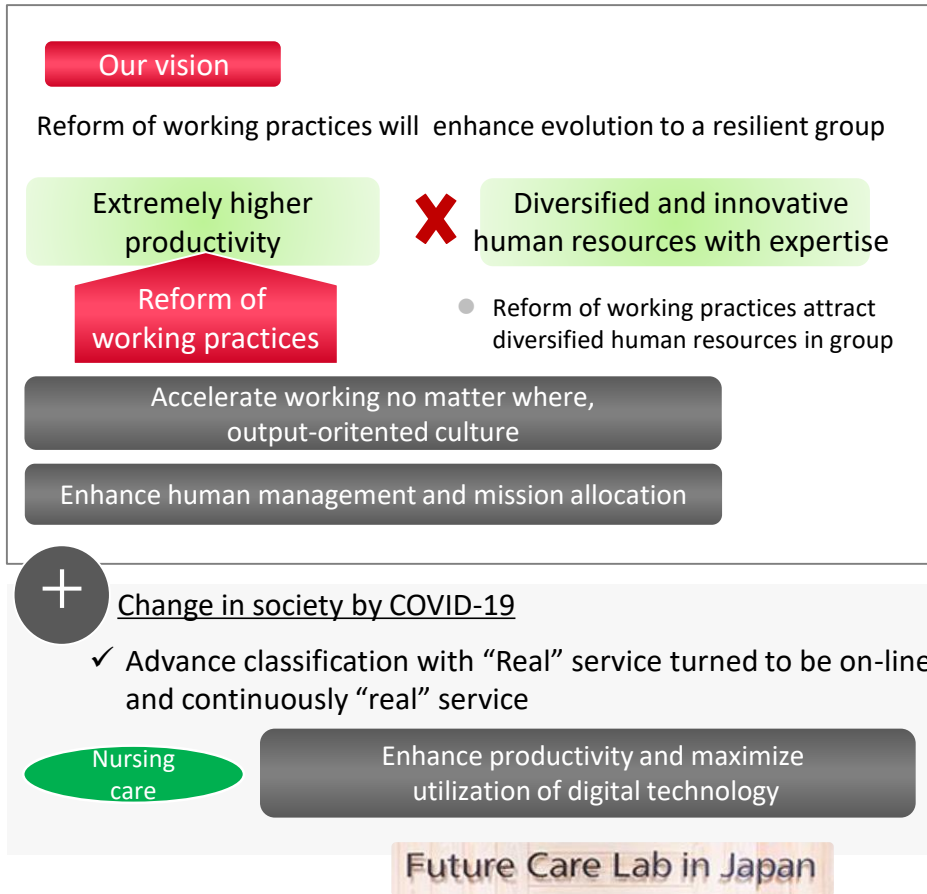 Our vision
Reform of working practices will enhance evolution to a resilient group
Extremely higher
productivity
Diversified and innovative
human resources with expertise
Reform of
working practices
Reform of working practices attract
diversified human resources in group
Accelerate working no matter where,
output-oritented culture
Enhance human management and mission allocation
Change in society by COVID-19
✓ Advance classification with “Real” service turned to be on-line
and continuously “real” service
Nursing
care
Enhance productivity and maximize
utilization of digital technology
Future Care Lab in Japan